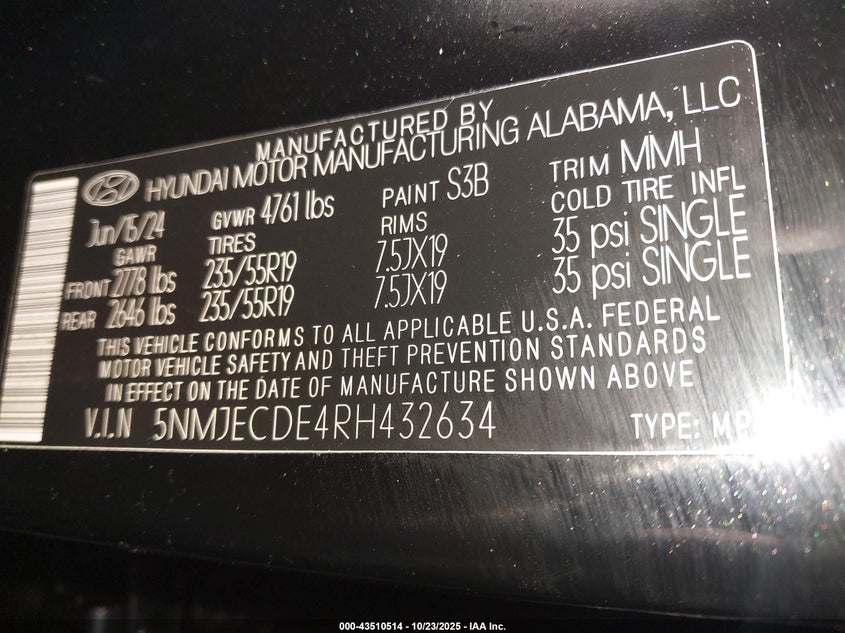 MANUFACTURED BY
HYUNDAI MOTOR MANUFACTURING ALABAMA, LLC
Jun/15/24 GVWR 4761 lbs PAINT S3B TRIM MMH
GAWR TIRES RIMS COLD TIRE INFL
FRONT 2778 lbs 235/55R19 7.5JX19 35 psi SINGLE
REAR 2646 lbs 235/55R19 7.5JX19 35 psi SINGLE
THIS VEHICLE CONFORMS TO ALL APPLICABLE U.S.A. FEDERAL
MOTOR VEHICLE SAFETY AND THEFT PREVENTION STANDARDS
IN EFFECT ON THE DATE OF MANUFACTURE SHOWN ABOVE
V.I.N 5NMJECDE4RH432634 TYPE:
000-43510514 - 10/23/2025 - IAA Inc.